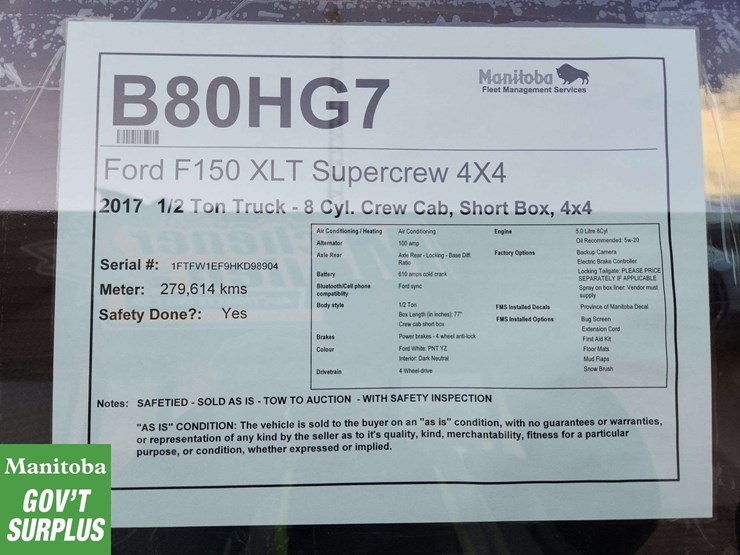 B80HG7
Manitoba
Fleet Management Services
Ford F150 XLT Supercrew 4X4
2017 1/2 Ton Truck - 8 Cyl. Crew Cab, Short Box, 4x4
Serial #: 1FTFW1EF9HKD98904
Meter: 279,614 kms
Safety Done?: Yes
Air Conditioning / Heating Air Conditioning
Alternator 100 amp
Axle Rear Axle Rear - Locking - Base Diff.
Ratio
Battery 610 amps cold crank
Bluetooth/Cell phone Ford sync
compatibility
Body style 1/2 Ton
Box Length (in inches): 77"
Crew cab short box
Brakes Power brakes - 4 wheel anti-lock
Colour Ford White: PNT YZ
Interior: Dark Neutral
Drivetrain 4 Wheel-drive
Engine 5.0 Litre 8Cyl
Oil Recommended: 5w-20
Factory Options Backup Camera
Electric Brake Controller
Locking Tailgate: PLEASE PRICE
SEPARATELY IF APPLICABLE
Spray on box liner: Vendor must
supply
FMS Installed Decals Province of Manitoba Decal
FMS Installed Options Bug Screen
Extension Cord
First Aid Kit
Floor Mats
Mud Flaps
Snow Brush
Notes: SAFETIED - SOLD AS IS - TOW TO AUCTION - WITH SAFETY INSPECTION
"AS IS" CONDITION: The vehicle is sold to the buyer on an "as is" condition, with no guarantees or warranties,
or representation of any kind by the seller as to it's quality, kind, merchantability, fitness for a particular
purpose, or condition, whether expressed or implied.
Manitoba
GOV'T
SURPLUS